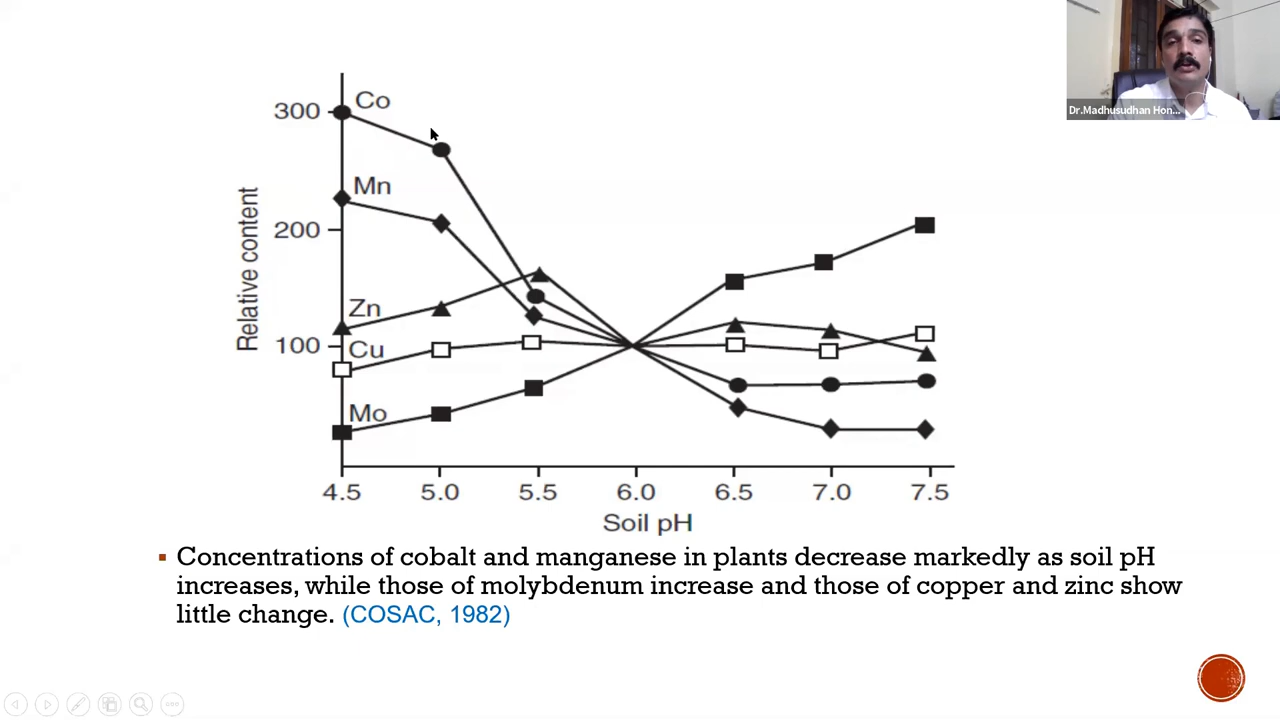 Dr.Madhusudhan Hon...
Co
300
Mn
200
Relative content
Zn
100
Cu
Mo
4.5 5.0 5.5 6.0 6.5 7.0 7.5
Soil pH
Concentrations of cobalt and manganese in plants decrease markedly as soil pH
increases, while those of molybdenum increase and those of copper and zinc show
little change. (COSAC, 1982)